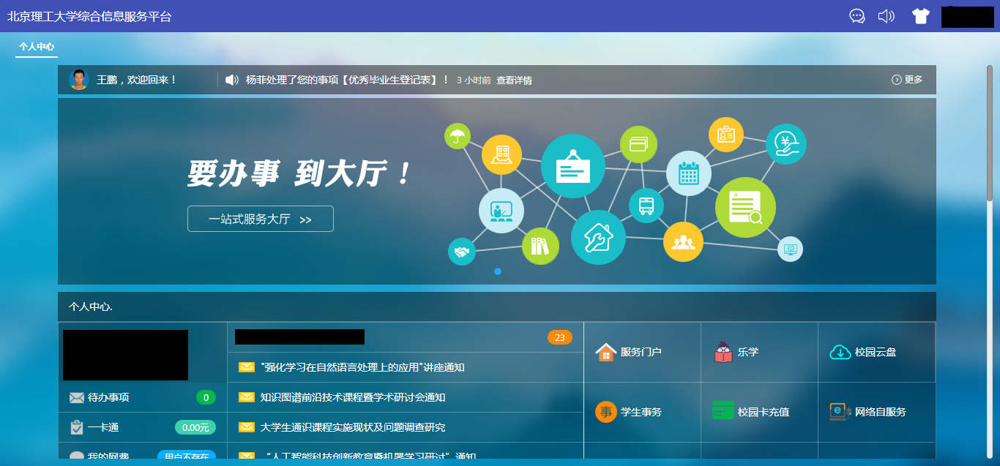 北京理工大学综合信息服务平台
个人中心
王鹏，欢迎回来！
杨菲处理了您的事项【优秀毕业生登记表】！ 3 小时前 查看详情
更多
要办事 到大厅！
一站式服务大厅 >>
个人中心.
23
"强化学习在自然语言处理上的应用"讲座通知
知识图谱前沿技术课程暨学术研讨会通知
大学生通识课程实施现状及问题调查研究
“人工智能科技创新教育暨机器学习研讨”通知
待办事项 0
一卡通 0.00元
我的网费 用户不存在
服务门户
乐学
校园云盘
事 学生事务
校园卡充值
网络自服务